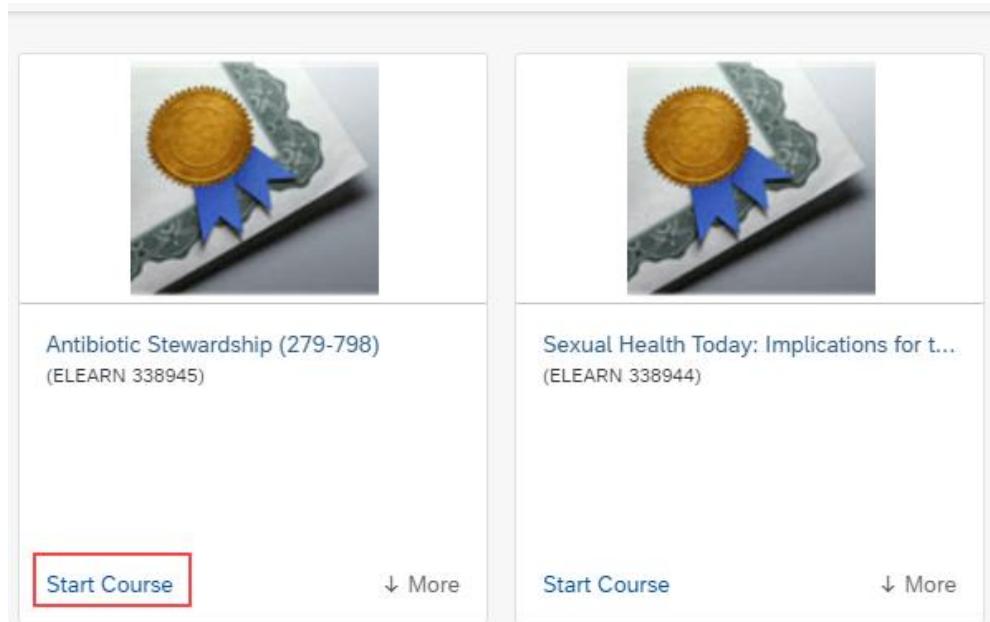 Antibiotic Stewardship (279-798)
(ELEARN 338945)
Start Course
↓ More
Sexual Health Today: Implications for t...
(ELEARN 338944)
Start Course
↓ More